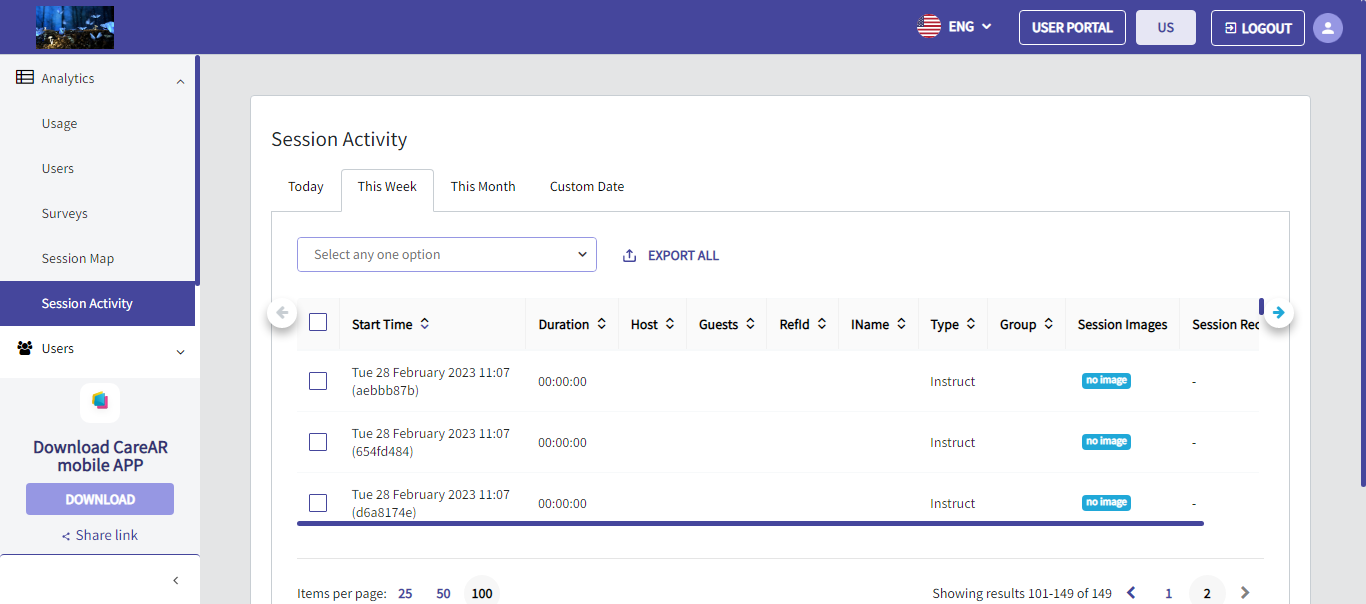 ENG
USER PORTAL
US
LOGOUT
Analytics
Usage
Users
Surveys
Session Map
Session Activity
Users
Download CareAR
mobile APP
DOWNLOAD
Share link
Session Activity
Today This Week This Month Custom Date
Select any one option
EXPORT ALL
Start Time Duration Host Guests RefId IName Type Group Session Images Session Rec
Tue 28 February 2023 11:07
(aebbb87b)
00:00:00 Instruct no image -
Tue 28 February 2023 11:07
(654fd484)
00:00:00 Instruct no image -
Tue 28 February 2023 11:07
(d6a8174e)
00:00:00 Instruct no image -
Items per page: 25 50 100
Showing results 101-149 of 149 1 2